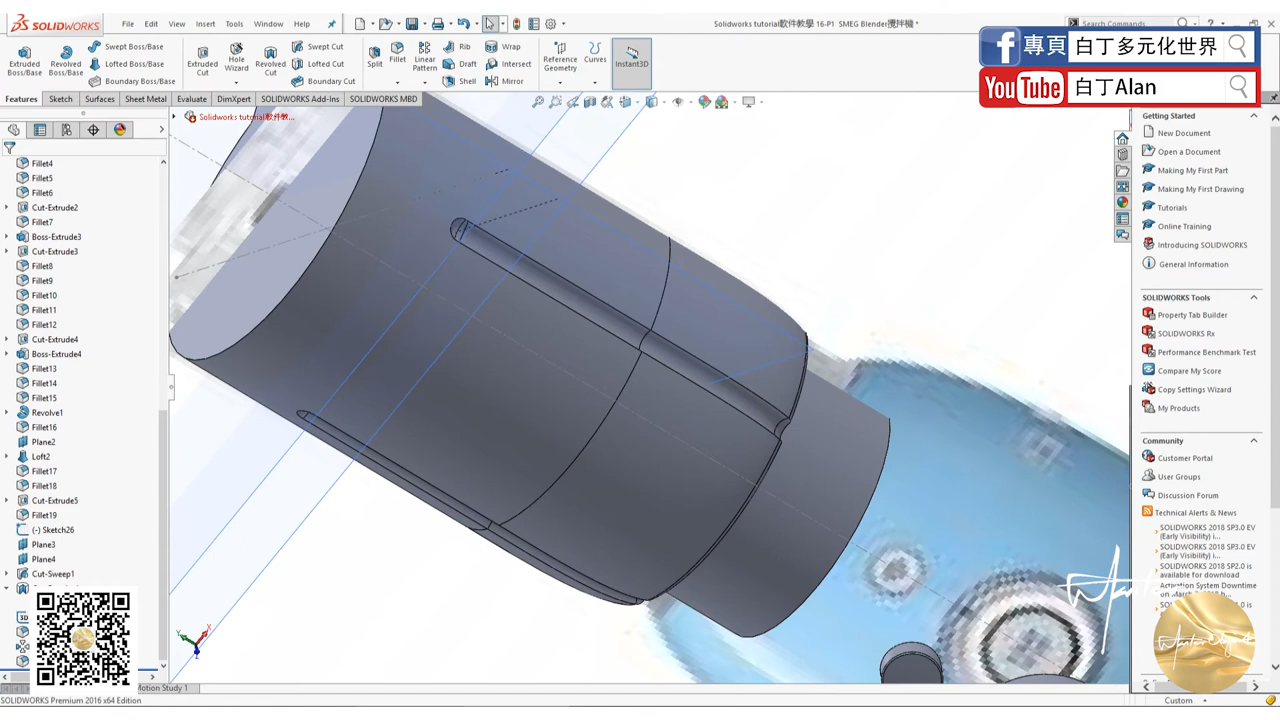 SOLIDWORKS
File Edit View Insert Tools Window Help
Solidworks tutorial軟件教學 16-P1 SMEG Blender攪拌機 *
Search Commands
專頁 白丁多元化世界
YouTube 白丁Alan
Extruded Boss/Base
Revolved Boss/Base
Swept Boss/Base
Lofted Boss/Base
Boundary Boss/Base
Extruded Cut
Hole Wizard
Revolved Cut
Swept Cut
Lofted Cut
Boundary Cut
Split
Fillet
Linear Pattern
Rib
Draft
Shell
Wrap
Intersect
Mirror
Reference Geometry
Curves
Instant3D
Features Sketch Surfaces Sheet Metal Evaluate DimXpert SOLIDWORKS Add-Ins SOLIDWORKS MBD
Solidworks tutorial軟件教...
Fillet4
Fillet5
Fillet6
Cut-Extrude2
Fillet7
Boss-Extrude3
Cut-Extrude3
Fillet8
Fillet9
Fillet10
Fillet11
Fillet12
Cut-Extrude4
Boss-Extrude4
Fillet13
Fillet14
Fillet15
Revolve1
Fillet16
Plane2
Loft2
Fillet17
Fillet18
Cut-Extrude5
Fillet19
(-) Sketch26
Plane3
Plane4
Cut-Sweep1
3D
Motion Study 1
SOLIDWORKS Premium 2016 x64 Edition
Getting Started
New Document
Open a Document
Making My First Part
Making My First Drawing
Tutorials
Online Training
Introducing SOLIDWORKS
General Information
SOLIDWORKS Tools
Property Tab Builder
SOLIDWORKS Rx
Performance Benchmark Test
Compare My Score
Copy Settings Wizard
My Products
Community
Customer Portal
User Groups
Discussion Forum
Technical Alerts & News
SOLIDWORKS 2018 SP3.0 EV
(Early Visibility) i...
SOLIDWORKS 2018 SP3.0 EV
(Early Visibility) i...
SOLIDWORKS 2018 SP2.0 is
available for download
Activation System Downtime
Custom